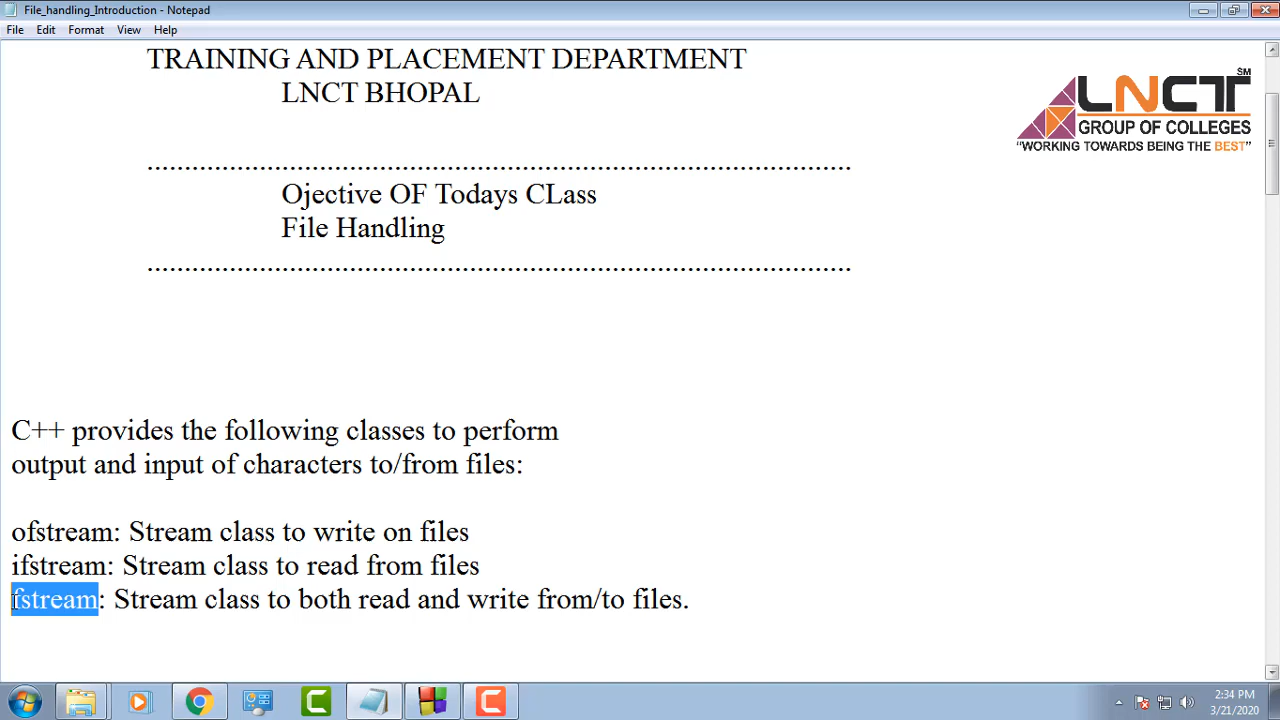 File_handling_Introduction - Notepad
File Edit Format View Help
TRAINING AND PLACEMENT DEPARTMENT
LNCT BHOPAL
..............................................................................................
Ojective OF Todays CLass
File Handling
..............................................................................................
C++ provides the following classes to perform
output and input of characters to/from files:
ofstream: Stream class to write on files
ifstream: Stream class to read from files
fstream: Stream class to both read and write from/to files.
LNCT SM
GROUP OF COLLEGES
"WORKING TOWARDS BEING THE BEST"
2:34 PM
3/21/2020